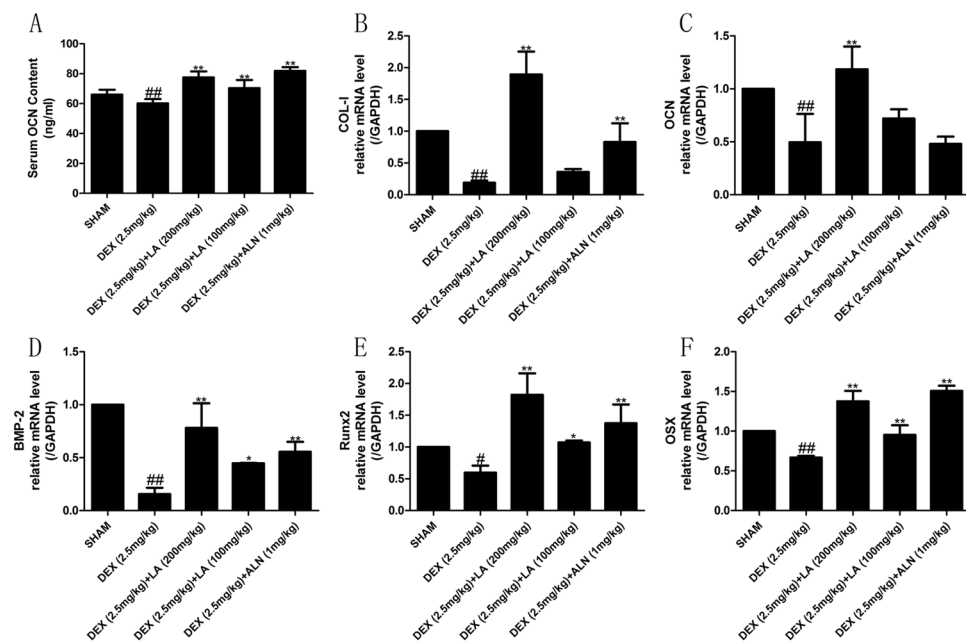 A
Serum OCN Content
(ng/ml)
100
80
60
40
20
0
##
**
**
**
SHAM
DEX (2.5mg/kg)
DEX (2.5mg/kg)+LA (200mg/kg)
DEX (2.5mg/kg)+LA (100mg/kg)
DEX (2.5mg/kg)+ALN (1mg/kg)
B
COL-I
relative mRNA level
(/GAPDH)
2.5
2.0
1.5
1.0
0.5
0.0
##
**
**
SHAM
DEX (2.5mg/kg)
DEX (2.5mg/kg)+LA (200mg/kg)
DEX (2.5mg/kg)+LA (100mg/kg)
DEX (2.5mg/kg)+ALN (1mg/kg)
C
OCN
relative mRNA level
(/GAPDH)
1.5
1.0
0.5
0.0
##
**
SHAM
DEX (2.5mg/kg)
DEX (2.5mg/kg)+LA (200mg/kg)
DEX (2.5mg/kg)+LA (100mg/kg)
DEX (2.5mg/kg)+ALN (1mg/kg)
D
BMP-2
relative mRNA level
(/GAPDH)
1.5
1.0
0.5
0.0
##
**
*
**
SHAM
DEX (2.5mg/kg)
DEX (2.5mg/kg)+LA (200mg/kg)
DEX (2.5mg/kg)+LA (100mg/kg)
DEX (2.5mg/kg)+ALN (1mg/kg)
E
Runx2
relative mRNA level
(/GAPDH)
2.5
2.0
1.5
1.0
0.5
0.0
#
**
*
**
SHAM
DEX (2.5mg/kg)
DEX (2.5mg/kg)+LA (200mg/kg)
DEX (2.5mg/kg)+LA (100mg/kg)
DEX (2.5mg/kg)+ALN (1mg/kg)
F
OSX
relative mRNA level
(/GAPDH)
2.0
1.5
1.0
0.5
0.0
##
**
**
**
SHAM
DEX (2.5mg/kg)
DEX (2.5mg/kg)+LA (200mg/kg)
DEX (2.5mg/kg)+LA (100mg/kg)
DEX (2.5mg/kg)+ALN (1mg/kg)